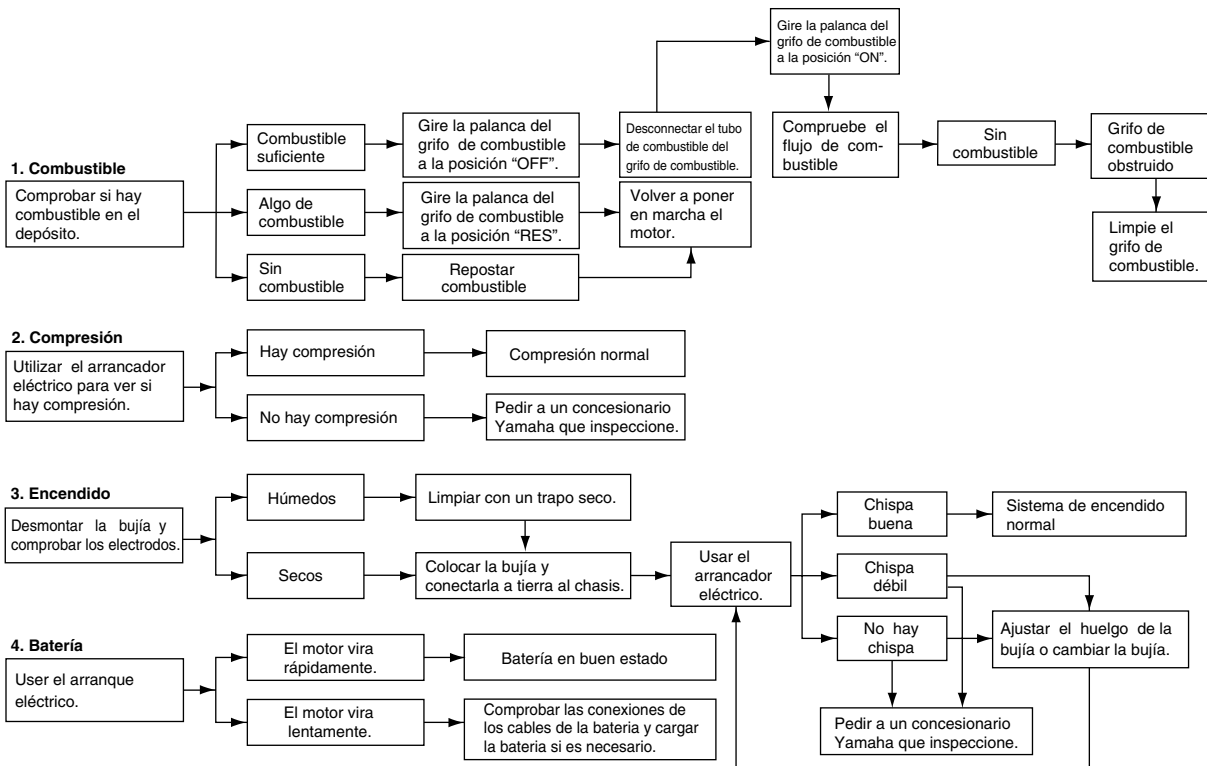 1. Combustible
Comprobar si hay
combustible en el
depósito.
Combustible
suficiente
Gire la palanca del
grifo de combustible
a la posición “OFF”.
Desconnectar el tubo
de combustible del
grifo de combustible.
Gire la palanca del
grifo de combustible
a la posición “ON”.
Compruebe el
flujo de com-
bustible
Sin
combustible
Grifo de
combustible
obstruido
Limpie el
grifo de
combustible.
Algo de
combustible
Gire la palanca del
grifo de combustible
a la posición “RES”.
Volver a poner
en marcha el
motor.
Sin
combustible
Repostar
combustible
2. Compresión
Utilizar el arrancador
eléctrico para ver si
hay compresión.
Hay compresión
Compresión normal
No hay compresión
Pedir a un concesionario
Yamaha que inspeccione.
3. Encendido
Desmontar la bujía y
comprobar los electrodos.
Húmedos
Limpiar con un trapo seco.
Secos
Colocar la bujía y
conectarla a tierra al chasis.
Usar el
arrancador
eléctrico.
Chispa
buena
Sistema de encendido
normal
Chispa
débil
No hay
chispa
Ajustar el huelgo de la
bujía o cambiar la bujía.
Pedir a un concesionario
Yamaha que inspeccione.
4. Batería
User el arranque
eléctrico.
El motor vira
rápidamente.
Batería en buen estado
El motor vira
lentamente.
Comprobar las conexiones de
los cables de la bateria y cargar
la bateria si es necesario.